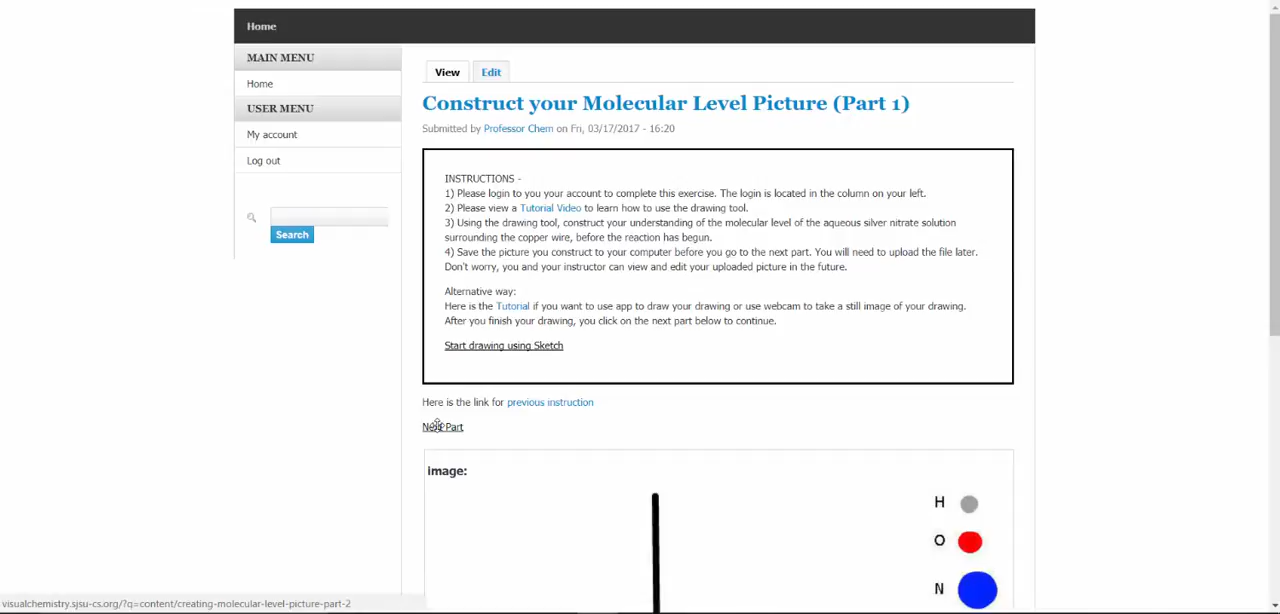 Home
MAIN MENU
Home
USER MENU
My account
Log out
Search
View
Edit
Construct your Molecular Level Picture (Part 1)
Submitted by Professor Chem on Fri, 03/17/2017 - 16:20
INSTRUCTIONS -
1) Please login to you your account to complete this exercise. The login is located in the column on your left.
2) Please view a Tutorial Video to learn how to use the drawing tool.
3) Using the drawing tool, construct your understanding of the molecular level of the aqueous silver nitrate solution
surrounding the copper wire, before the reaction has begun.
4) Save the picture you construct to your computer before you go to the next part. You will need to upload the file later.
Don't worry, you and your instructor can view and edit your uploaded picture in the future.
Alternative way:
Here is the Tutorial if you want to use app to draw your drawing or use webcam to take a still image of your drawing.
After you finish your drawing, you click on the next part below to continue.
Start drawing using Sketch
Here is the link for previous instruction
Next Part
image:
H
O
N
visualchemistry.sjsu-cs.org/?q=content/creating-molecular-level-picture-part-2